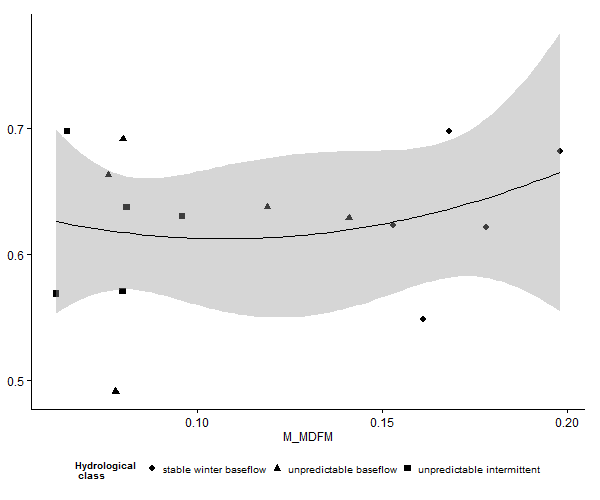 0.7
0.6
0.5
0.10 0.15 0.20
M_MDFM
Hydrological
class
stable winter baseflow unpredictable baseflow unpredictable intermittent